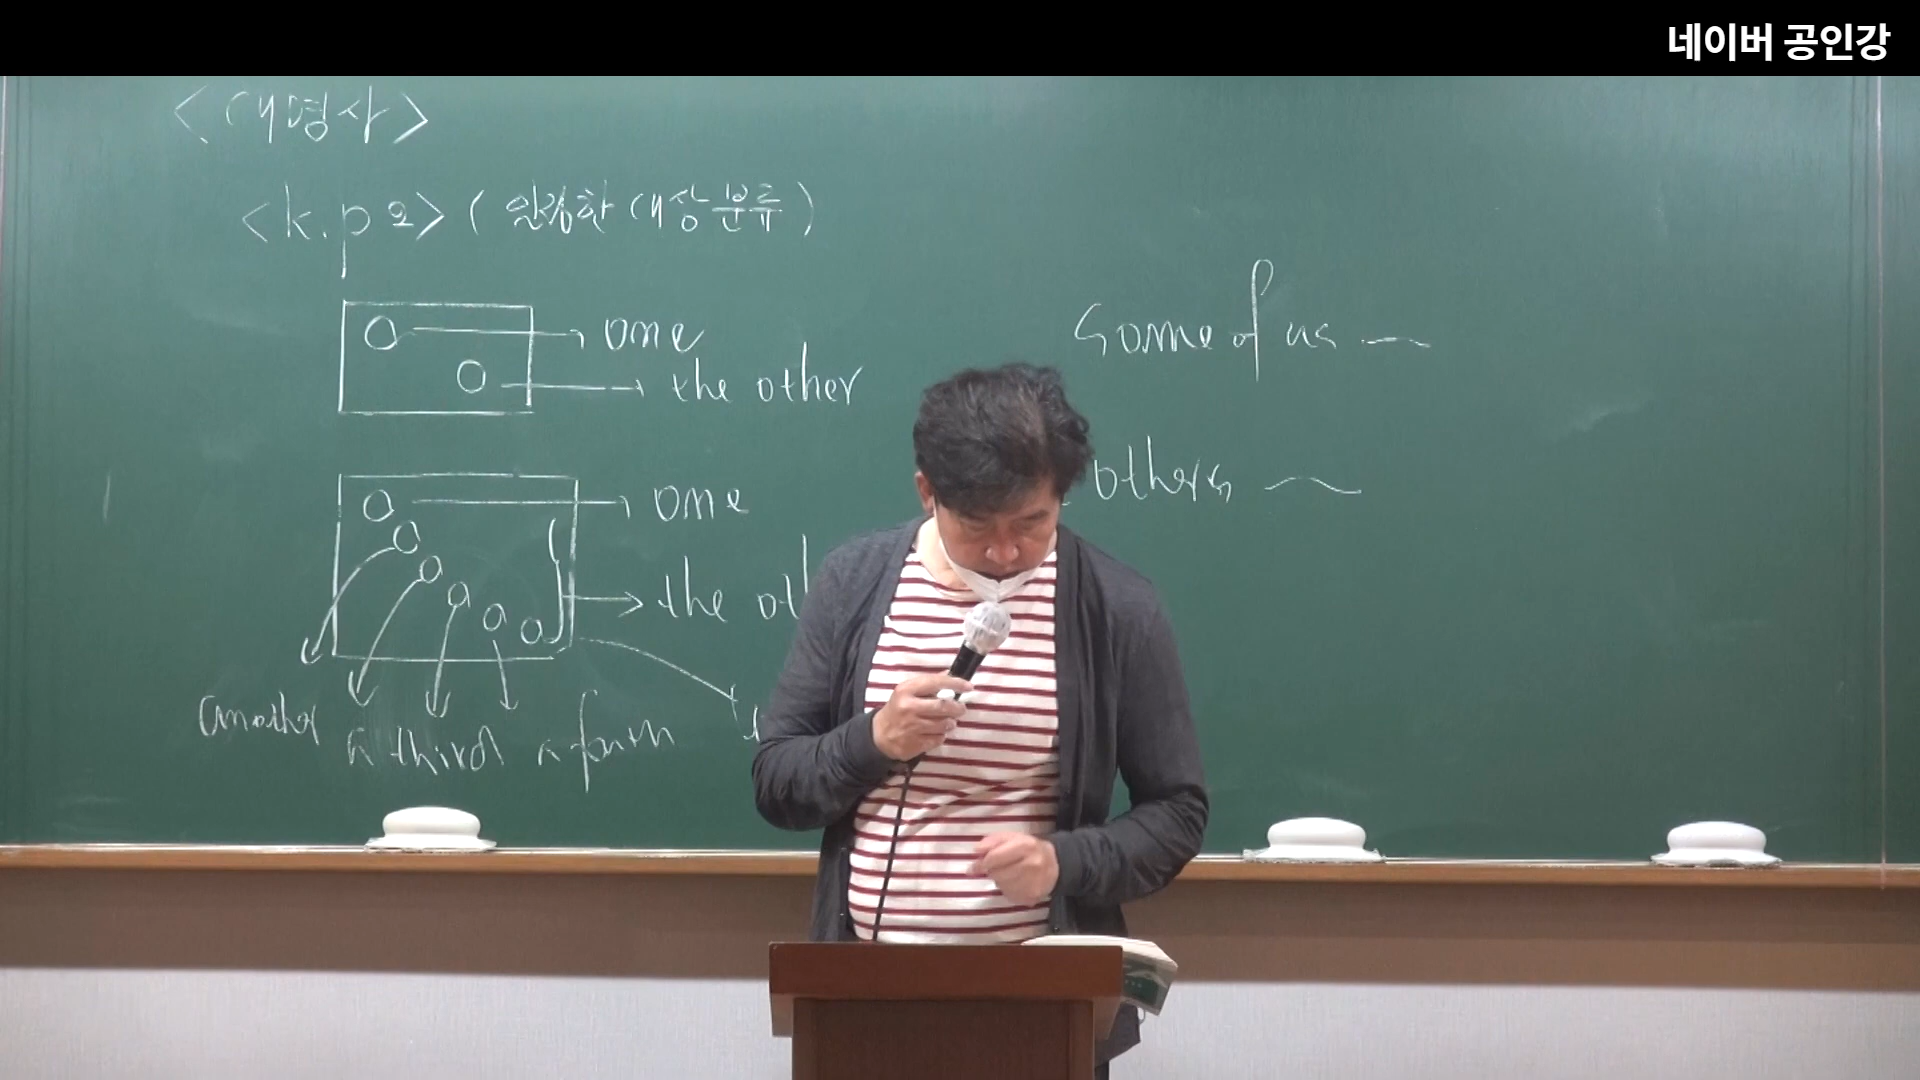 네이버 공인강
<대명사>
<k.p 2> ( 일정한 대상 분류 )
one
the other
Some of us ~
others ~
one
the
another a third a fourth